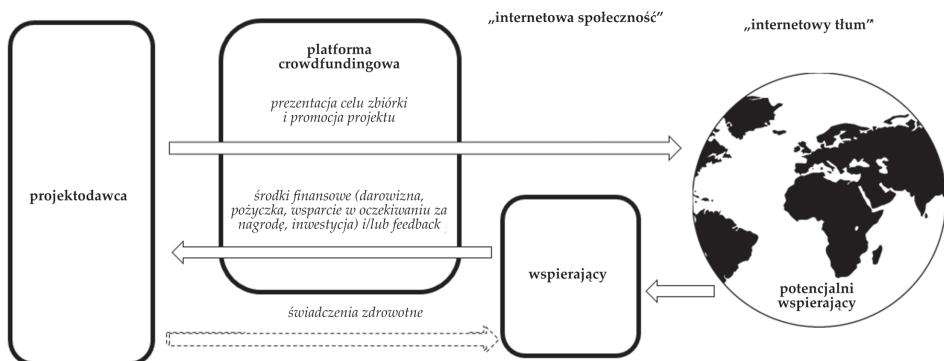 „internetowa społeczność”
„internetowy tłum”
platforma
crowdfundingowa
prezentacja celu zbiórki
i promocja projektu
projektodawca
środki finansowe (darowizna,
pożyczka, wsparcie w oczekiwaniu za
nagrodę, inwestycja) i/lub feedback
wspierający
potencjalni
wspierający
świadczenia zdrowotne